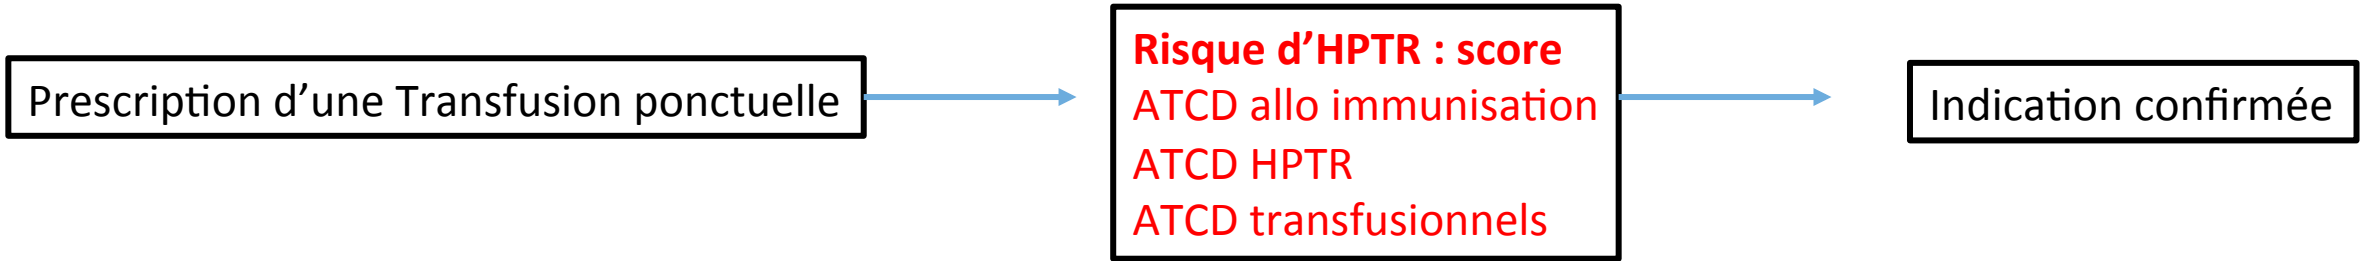 Prescription d’une Transfusion ponctuelle
Risque d’HPTR : score
ATCD allo immunisation
ATCD HPTR
ATCD transfusionnels
Indication confirmée